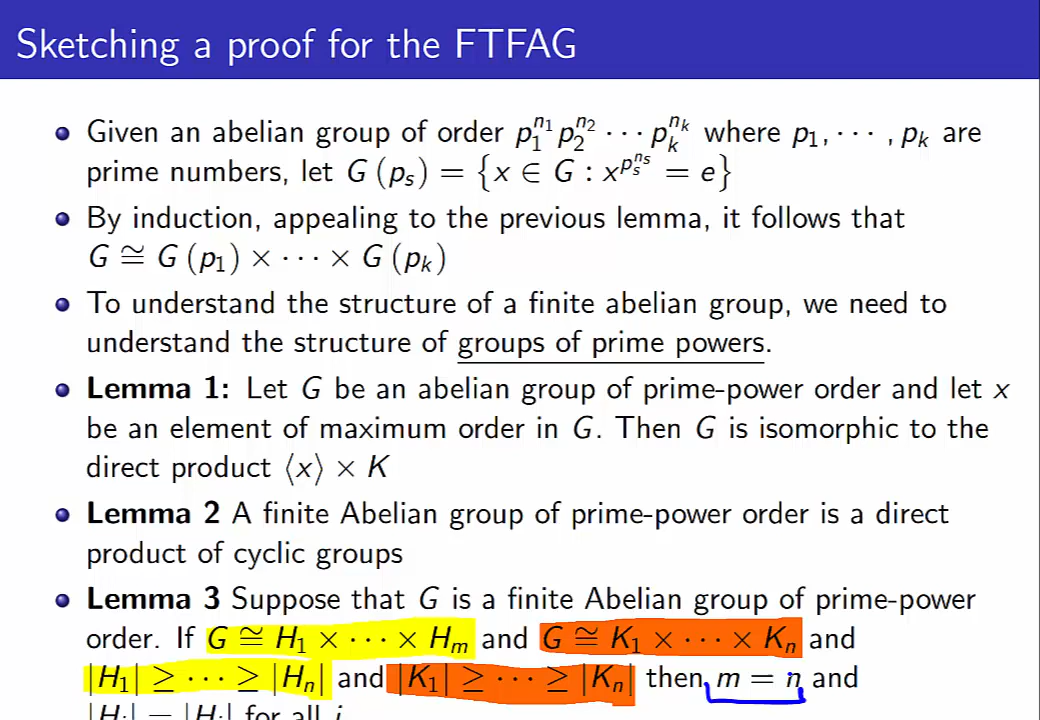 Sketching a proof for the FTFAG
Given an abelian group of order p₁^{n₁} p₂^{n₂} ⋯ p_k^{n_k} where p₁, ⋯ , p_k are
prime numbers, let G (p_s) = {x ∈ G : x^{p_s^{n_s}} = e}
By induction, appealing to the previous lemma, it follows that
G ≅ G (p₁) × ⋯ × G (p_k)
To understand the structure of a finite abelian group, we need to
understand the structure of groups of prime powers.
Lemma 1: Let G be an abelian group of prime-power order and let x
be an element of maximum order in G. Then G is isomorphic to the
direct product ⟨x⟩ × K
Lemma 2 A finite Abelian group of prime-power order is a direct
product of cyclic groups
Lemma 3 Suppose that G is a finite Abelian group of prime-power
order. If G ≅ H₁ × ⋯ × H_m and G ≅ K₁ × ⋯ × K_n and
|H₁| ≥ ⋯ ≥ |H_n| and |K₁| ≥ ⋯ ≥ |K_n| then m = n and
|H_i| = |H_i| for all i